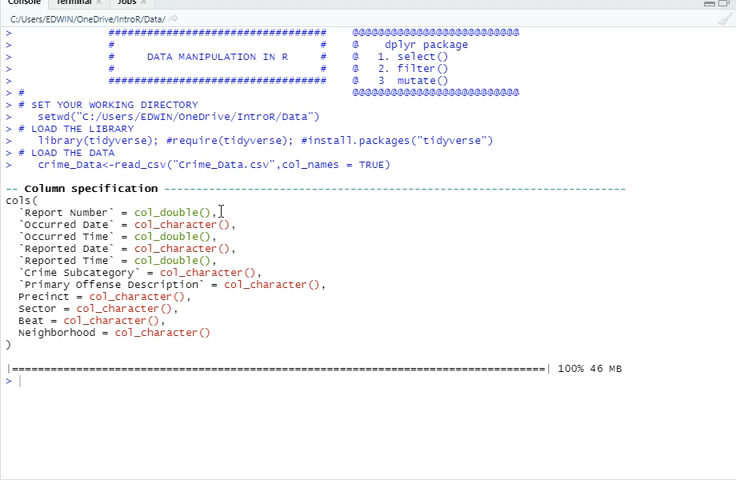 Console Terminal × Jobs ×
C:/Users/EDWIN/OneDrive/IntroR/Data/
> ################################## @@@@@@@@@@@@@@@@@@@@@@@@@@
> # # @ dplyr package
> # DATA MANIPULATION IN R # @ 1. select()
> # # @ 2. filter()
> ################################## @ 3 mutate()
> # @@@@@@@@@@@@@@@@@@@@@@@@@@
> # SET YOUR WORKING DIRECTORY
> setwd("C:/Users/EDWIN/OneDrive/IntroR/Data")
> # LOAD THE LIBRARY
> library(tidyverse); #require(tidyverse); #install.packages("tidyverse")
> # LOAD THE DATA
> crime_Data<-read_csv("Crime_Data.csv",col_names = TRUE)
-- Column specification ------------------------------------------------------------------------
cols(
`Report Number` = col_double(),
`Occurred Date` = col_character(),
`Occurred Time` = col_double(),
`Reported Date` = col_character(),
`Reported Time` = col_double(),
`Crime Subcategory` = col_character(),
`Primary Offense Description` = col_character(),
Precinct = col_character(),
Sector = col_character(),
Beat = col_character(),
Neighborhood = col_character()
)
|===================================================================================| 100% 46 MB
>